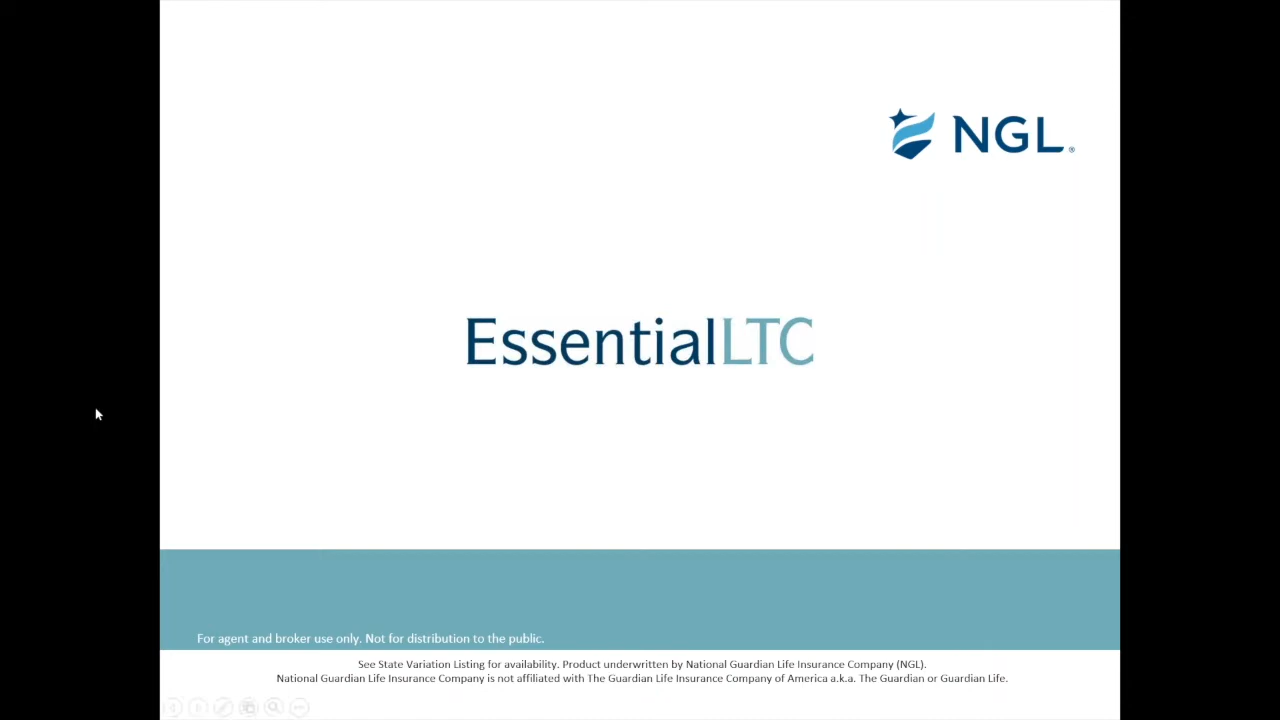 NGL®
EssentialLTC
For agent and broker use only. Not for distribution to the public.
See State Variation Listing for availability. Product underwritten by National Guardian Life Insurance Company (NGL).
National Guardian Life Insurance Company is not affiliated with The Guardian Life Insurance Company of America a.k.a. The Guardian or Guardian Life.